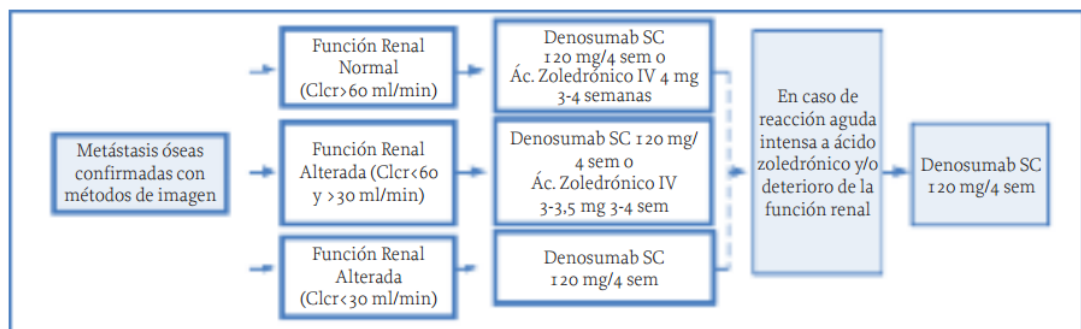 Metástasis óseas
confirmadas con
métodos de imagen
Función Renal
Normal
(Clcr>60 ml/min)
Denosumab SC
120 mg/4 sem o
Ác. Zoledrónico IV 4 mg
3-4 semanas
Función Renal
Alterada (Clcr<60
y >30 ml/min)
Denosumab SC 120 mg/
4 sem o
Ác. Zoledrónico IV
3-3,5 mg 3-4 sem
Función Renal
Alterada
(Clcr<30 ml/min)
Denosumab SC
120 mg/4 sem
En caso de
reacción aguda
intensa a ácido
zoledrónico y/o
deterioro de la
función renal
Denosumab SC
120 mg/4 sem